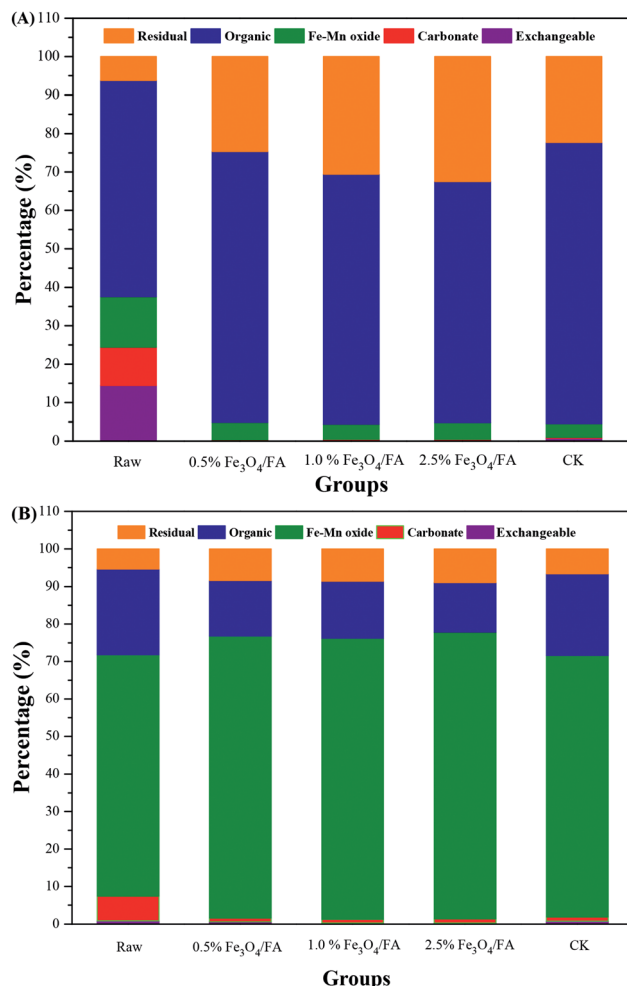 (A)
Residual Organic Fe-Mn oxide Carbonate Exchangeable
110
100
90
80
70
60
50
40
30
20
10
0
Percentage (%)
Raw 0.5% Fe₃O₄/FA 1.0 % Fe₃O₄/FA 2.5% Fe₃O₄/FA CK
Groups
(B)
Residual Organic Fe-Mn oxide Carbonate Exchangeable
110
100
90
80
70
60
50
40
30
20
10
0
Percentage (%)
Raw 0.5% Fe₃O₄/FA 1.0 % Fe₃O₄/FA 2.5% Fe₃O₄/FA CK
Groups